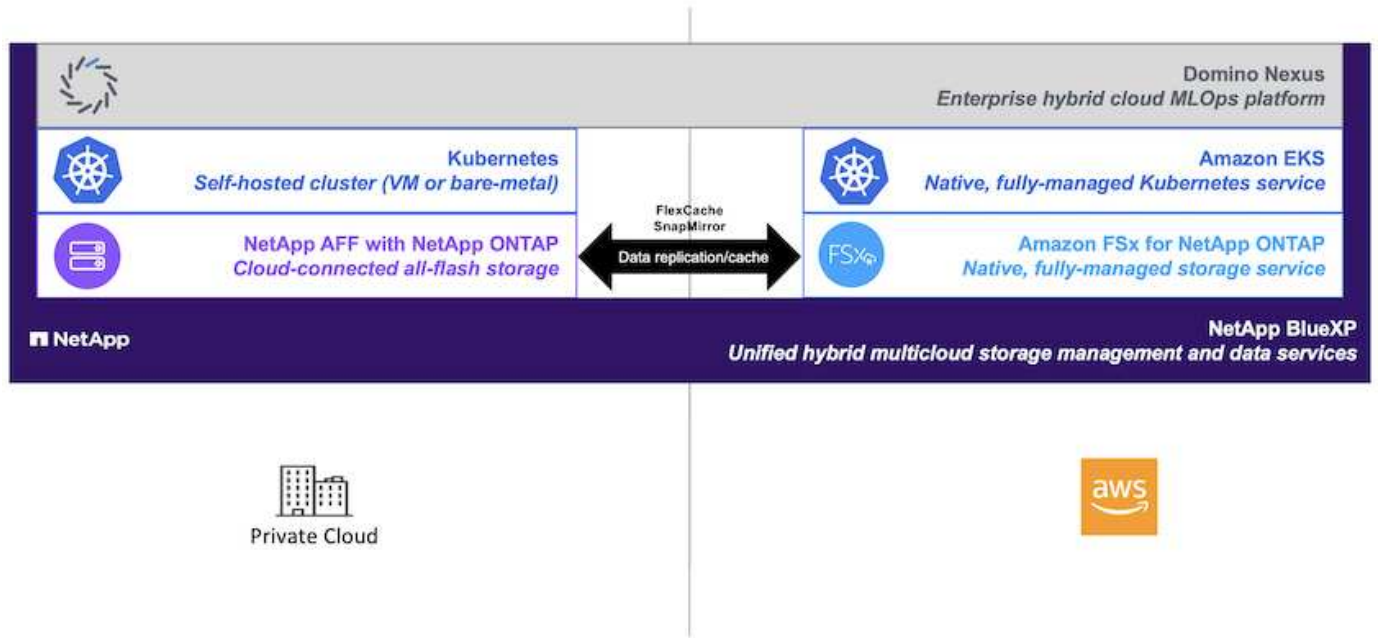 Domino Nexus
Enterprise hybrid cloud MLOps platform
Kubernetes
Self-hosted cluster (VM or bare-metal)
Amazon EKS
Native, fully-managed Kubernetes service
FlexCache
SnapMirror
Data replication/cache
NetApp AFF with NetApp ONTAP
Cloud-connected all-flash storage
FSx
Amazon FSx for NetApp ONTAP
Native, fully-managed storage service
NetApp
NetApp BlueXP
Unified hybrid multicloud storage management and data services
Private Cloud
aws